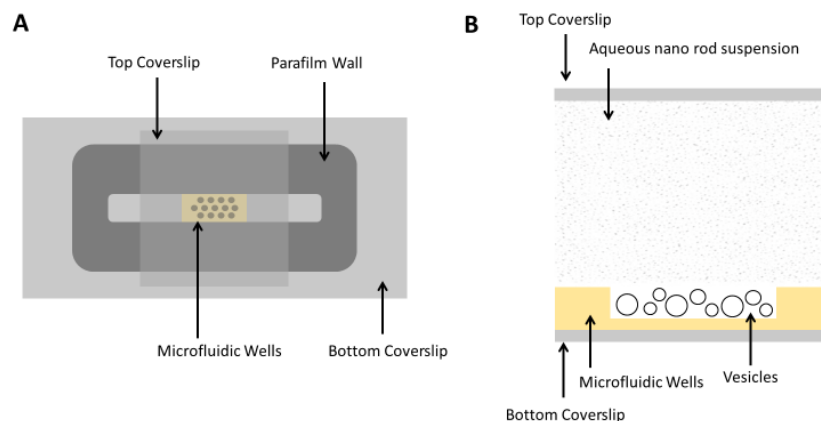 A
Top Coverslip
Parafilm Wall
Microfluidic Wells
Bottom Coverslip
B
Top Coverslip
Aqueous nano rod suspension
Microfluidic Wells
Vesicles
Bottom Coverslip